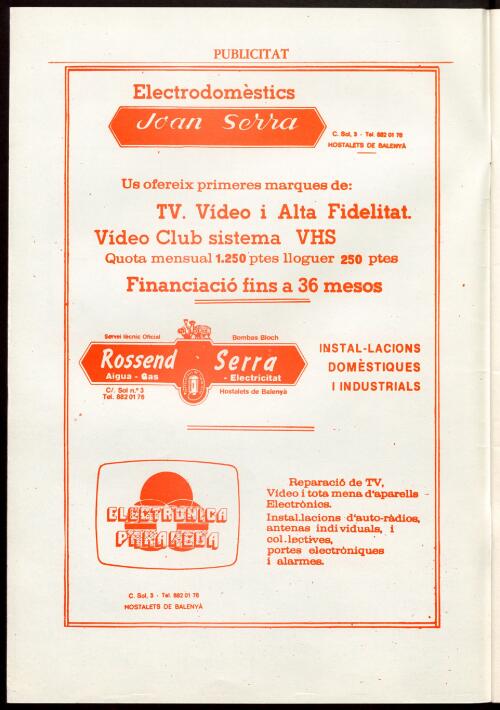 PUBLICITAT
Electrodomèstics
Joan Serra
C. Sol, 3 - Tel. 882 01 76
HOSTALETS DE BALENYÀ
Us ofereix primeres marques de:
TV. Vídeo i Alta Fidelitat.
Vídeo Club sistema VHS
Quota mensual 1.250 ptes lloguer 250 ptes
Financiació fins a 36 mesos
Servei tècnic Oficial
Bombas Bloch
Rossend Serra
Aigua - Gas - Electricitat
C/. Sol n.º 3
Tel. 882 01 76
Hostalets de Balenyà
INSTAL-LACIONS
DOMÈSTIQUES
I INDUSTRIALS
ELECTRONICA
PARAREDA
Reparació de TV,
Vídeo i tota mena d'aparells
Electrònics.
Instal.lacions d'auto-ràdios,
antenas individuals, i
col.lectives,
portes electròniques
i alarmes.
C. Sol, 3 - Tel. 882 01 76
HOSTALETS DE BALENYÀ